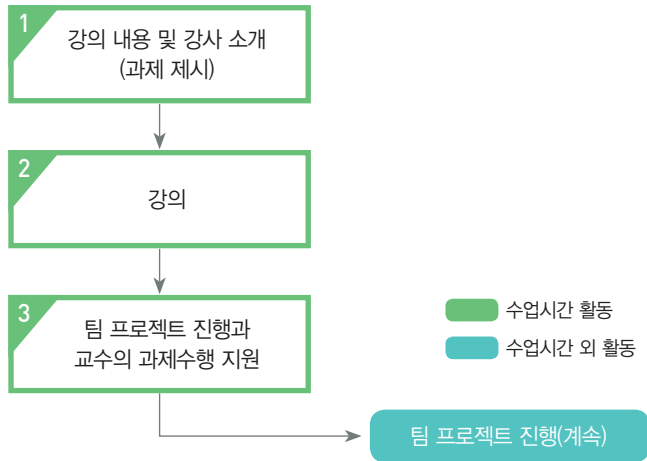 1
강의 내용 및 강사 소개
(과제 제시)
2
강의
3
팀 프로젝트 진행과
교수의 과제수행 지원
수업시간 활동
수업시간 외 활동
팀 프로젝트 진행(계속)